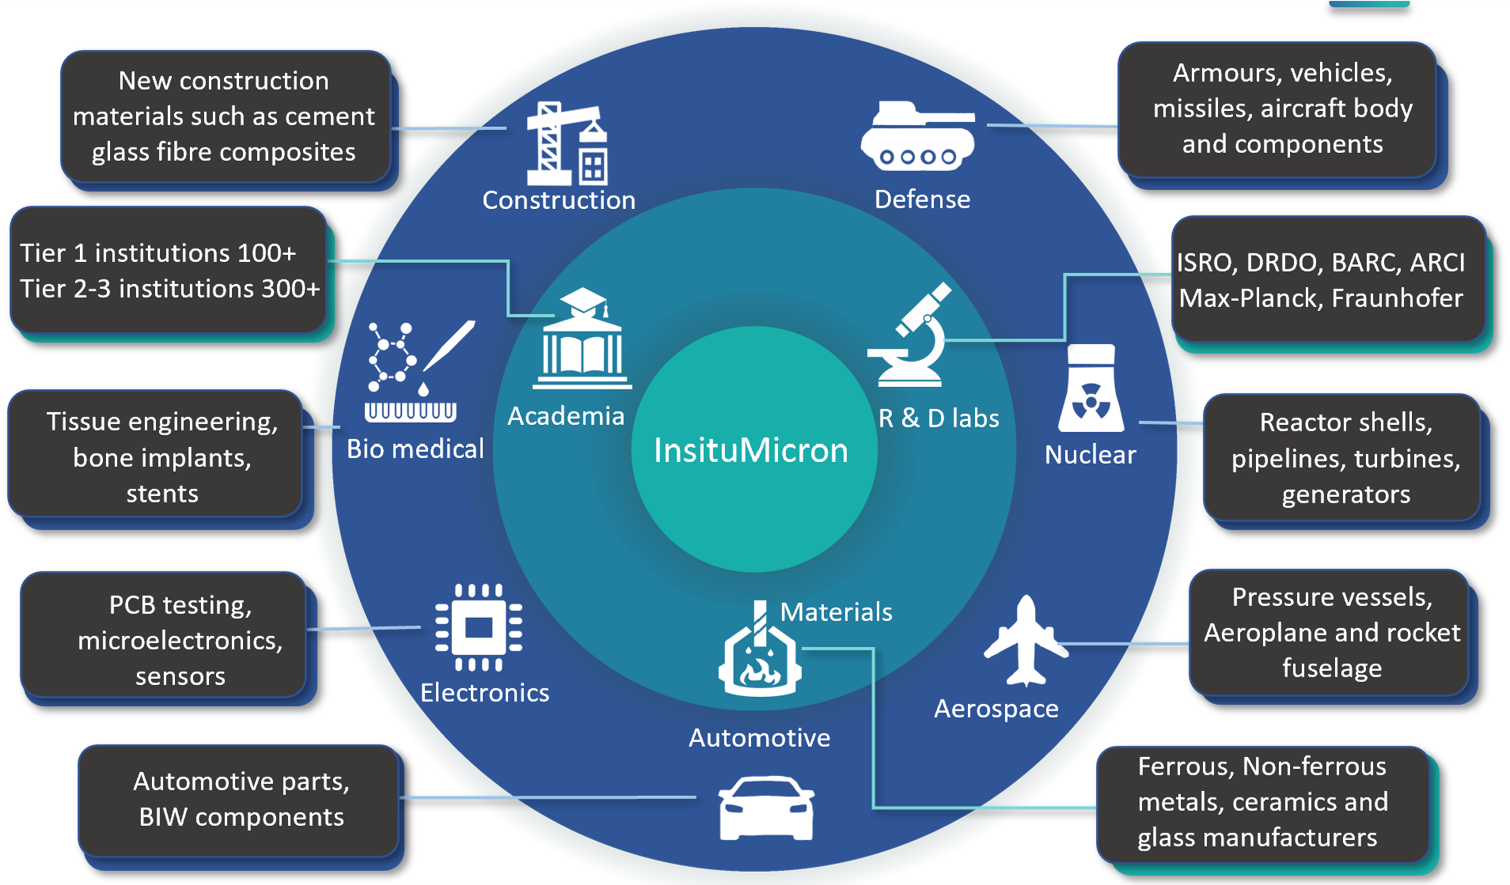 New construction
materials such as cement
glass fibre composites
Construction
Defense
Armours, vehicles,
missiles, aircraft body
and components
Tier 1 institutions 100+
Tier 2-3 institutions 300+
Academia
R & D labs
ISRO, DRDO, BARC, ARCI
Max-Planck, Fraunhofer
Tissue engineering,
bone implants,
stents
Bio medical
InsituMicron
Nuclear
Reactor shells,
pipelines, turbines,
generators
PCB testing,
microelectronics,
sensors
Electronics
Materials
Aerospace
Pressure vessels,
Aeroplane and rocket
fuselage
Automotive parts,
BIW components
Automotive
Ferrous, Non-ferrous
metals, ceramics and
glass manufacturers